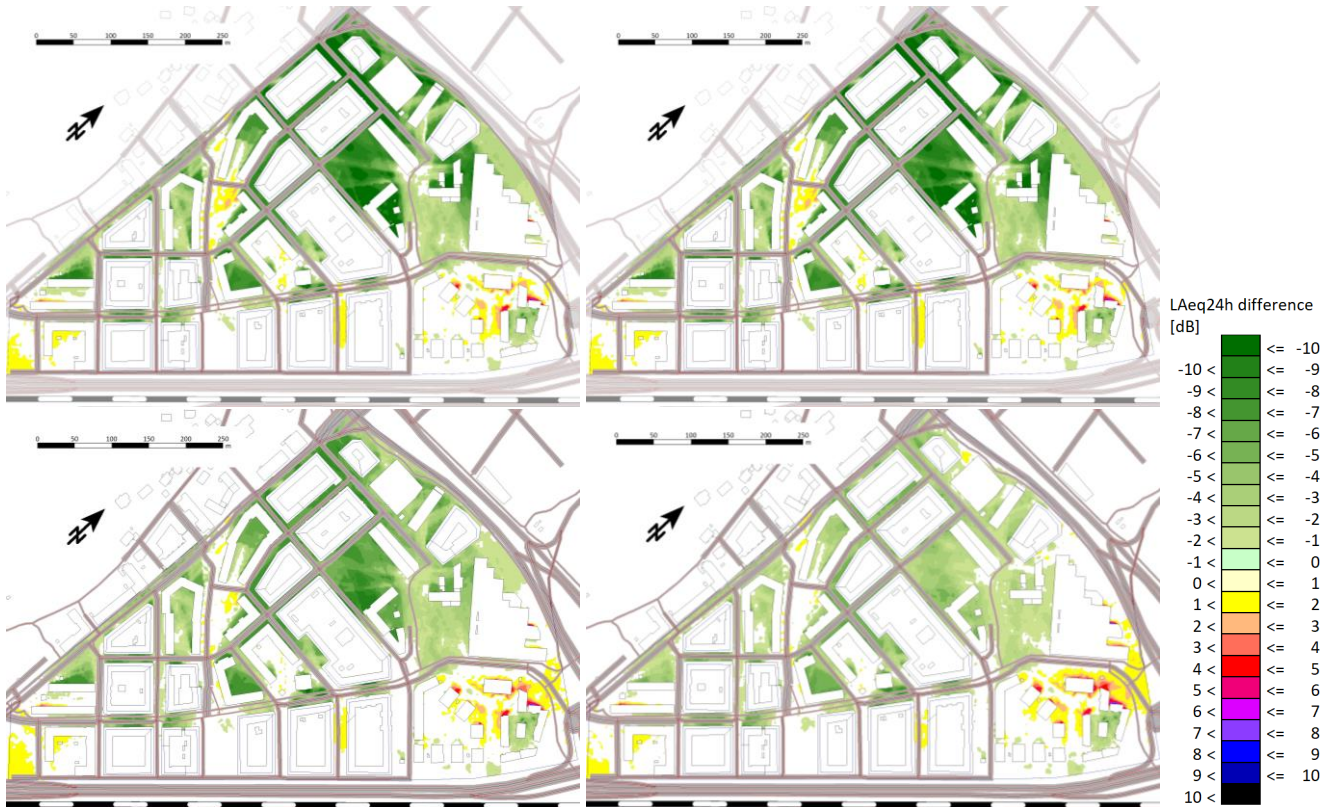 0 50 100 150 200 250
m
N
0 50 100 150 200 250
m
N
0 50 100 150 200 250
m
N
0 50 100 150 200 250
m
N
LAeq24h difference
[dB]
<= -10
-10 < <= -9
-9 < <= -8
-8 < <= -7
-7 < <= -6
-6 < <= -5
-5 < <= -4
-4 < <= -3
-3 < <= -2
-2 < <= -1
-1 < <= 0
0 < <= 1
1 < <= 2
2 < <= 3
3 < <= 4
4 < <= 5
5 < <= 6
6 < <= 7
7 < <= 8
8 < <= 9
9 < <= 10
10 <